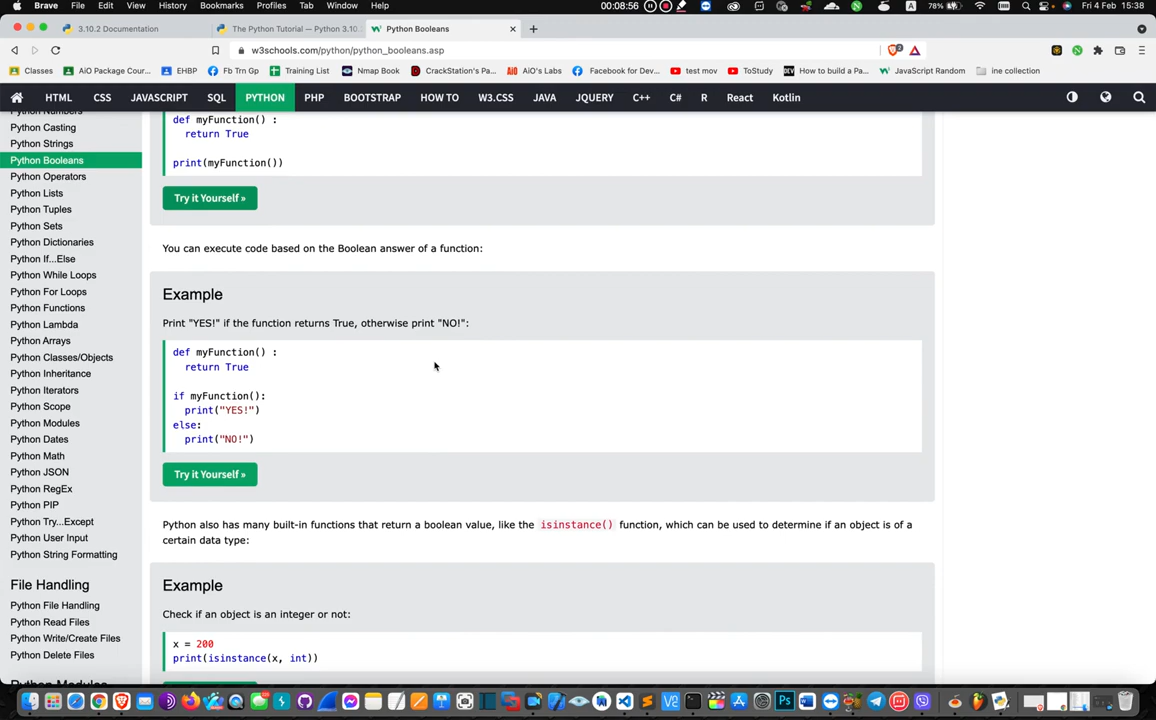 Brave File Edit View History Bookmarks Profiles Tab Window Help 00:08:56 A 78% Fri 4 Feb 15:38
3.10.2 Documentation The Python Tutorial — Python 3.10. Python Booleans
w3schools.com/python/python_booleans.asp
Classes AiO Package Cour... EHBP Fb Trn Gp Training List Nmap Book CrackStation's Pa... AiO's Labs Facebook for Dev... test mov ToStudy How to build a Pa... JavaScript Random ine collection
HTML CSS JAVASCRIPT SQL PYTHON PHP BOOTSTRAP HOW TO W3.CSS JAVA JQUERY C++ C# R React Kotlin
Python Numbers
Python Casting
Python Strings
Python Booleans
Python Operators
Python Lists
Python Tuples
Python Sets
Python Dictionaries
Python If...Else
Python While Loops
Python For Loops
Python Functions
Python Lambda
Python Arrays
Python Classes/Objects
Python Inheritance
Python Iterators
Python Scope
Python Modules
Python Dates
Python Math
Python JSON
Python RegEx
Python PIP
Python Try...Except
Python User Input
Python String Formatting
File Handling
Python File Handling
Python Read Files
Python Write/Create Files
Python Delete Files
Python Modules
def myFunction() :
return True
print(myFunction())
Try it Yourself »
You can execute code based on the Boolean answer of a function:
Example
Print "YES!" if the function returns True, otherwise print "NO!":
def myFunction() :
return True
if myFunction():
print("YES!")
else:
print("NO!")
Try it Yourself »
Python also has many built-in functions that return a boolean value, like the isinstance() function, which can be used to determine if an object is of a
certain data type:
Example
Check if an object is an integer or not:
x = 200
print(isinstance(x, int))